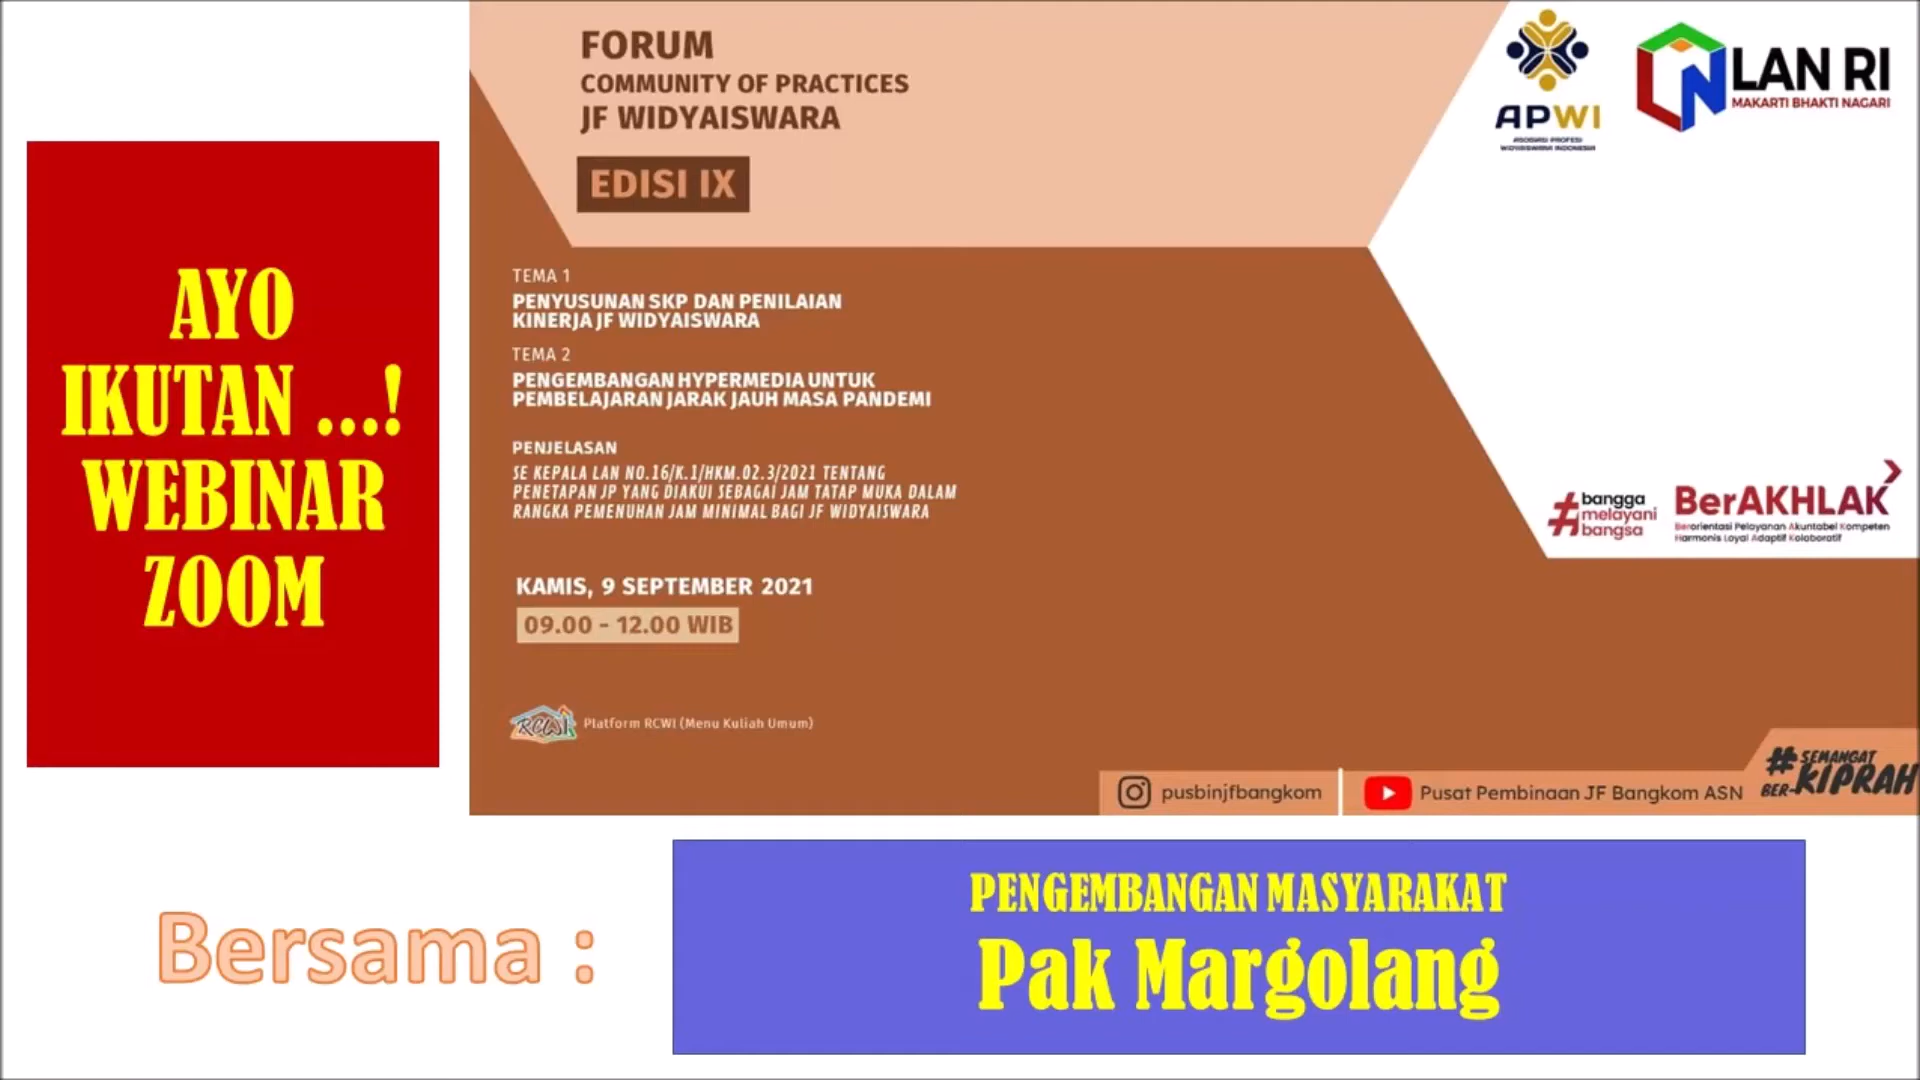 AYO
IKUTAN ...!
WEBINAR
ZOOM
FORUM
COMMUNITY OF PRACTICES
JF WIDYAISWARA
EDISI IX
APWI
ASOSIASI PROFESI
WIDYAISWARA INDONESIA
LAN RI
MAKARTI BHAKTI NAGARI
TEMA 1
PENYUSUNAN SKP DAN PENILAIAN
KINERJA JF WIDYAISWARA
TEMA 2
PENGEMBANGAN HYPERMEDIA UNTUK
PEMBELAJARAN JARAK JAUH MASA PANDEMI
PENJELASAN
SE KEPALA LAN NO.16/K.1/HKM.02.3/2021 TENTANG
PENETAPAN JP YANG DIAKUI SEBAGAI JAM TATAP MUKA DALAM
RANGKA PEMENUHAN JAM MINIMAL BAGI JF WIDYAISWARA
#bangga
melayani
bangsa
BerAKHLAK
Berorientasi Pelayanan Akuntabel Kompeten
Harmonis Loyal Adaptif Kolaboratif
KAMIS, 9 SEPTEMBER 2021
09.00 - 12.00 WIB
RCWI
Platform RCWI (Menu Kuliah Umum)
pusbinjfbangkom
Pusat Pembinaan JF Bangkom ASN
#SEMANGAT
BER-KIPRAH
Bersama :
PENGEMBANGAN MASYARAKAT
Pak Margolang